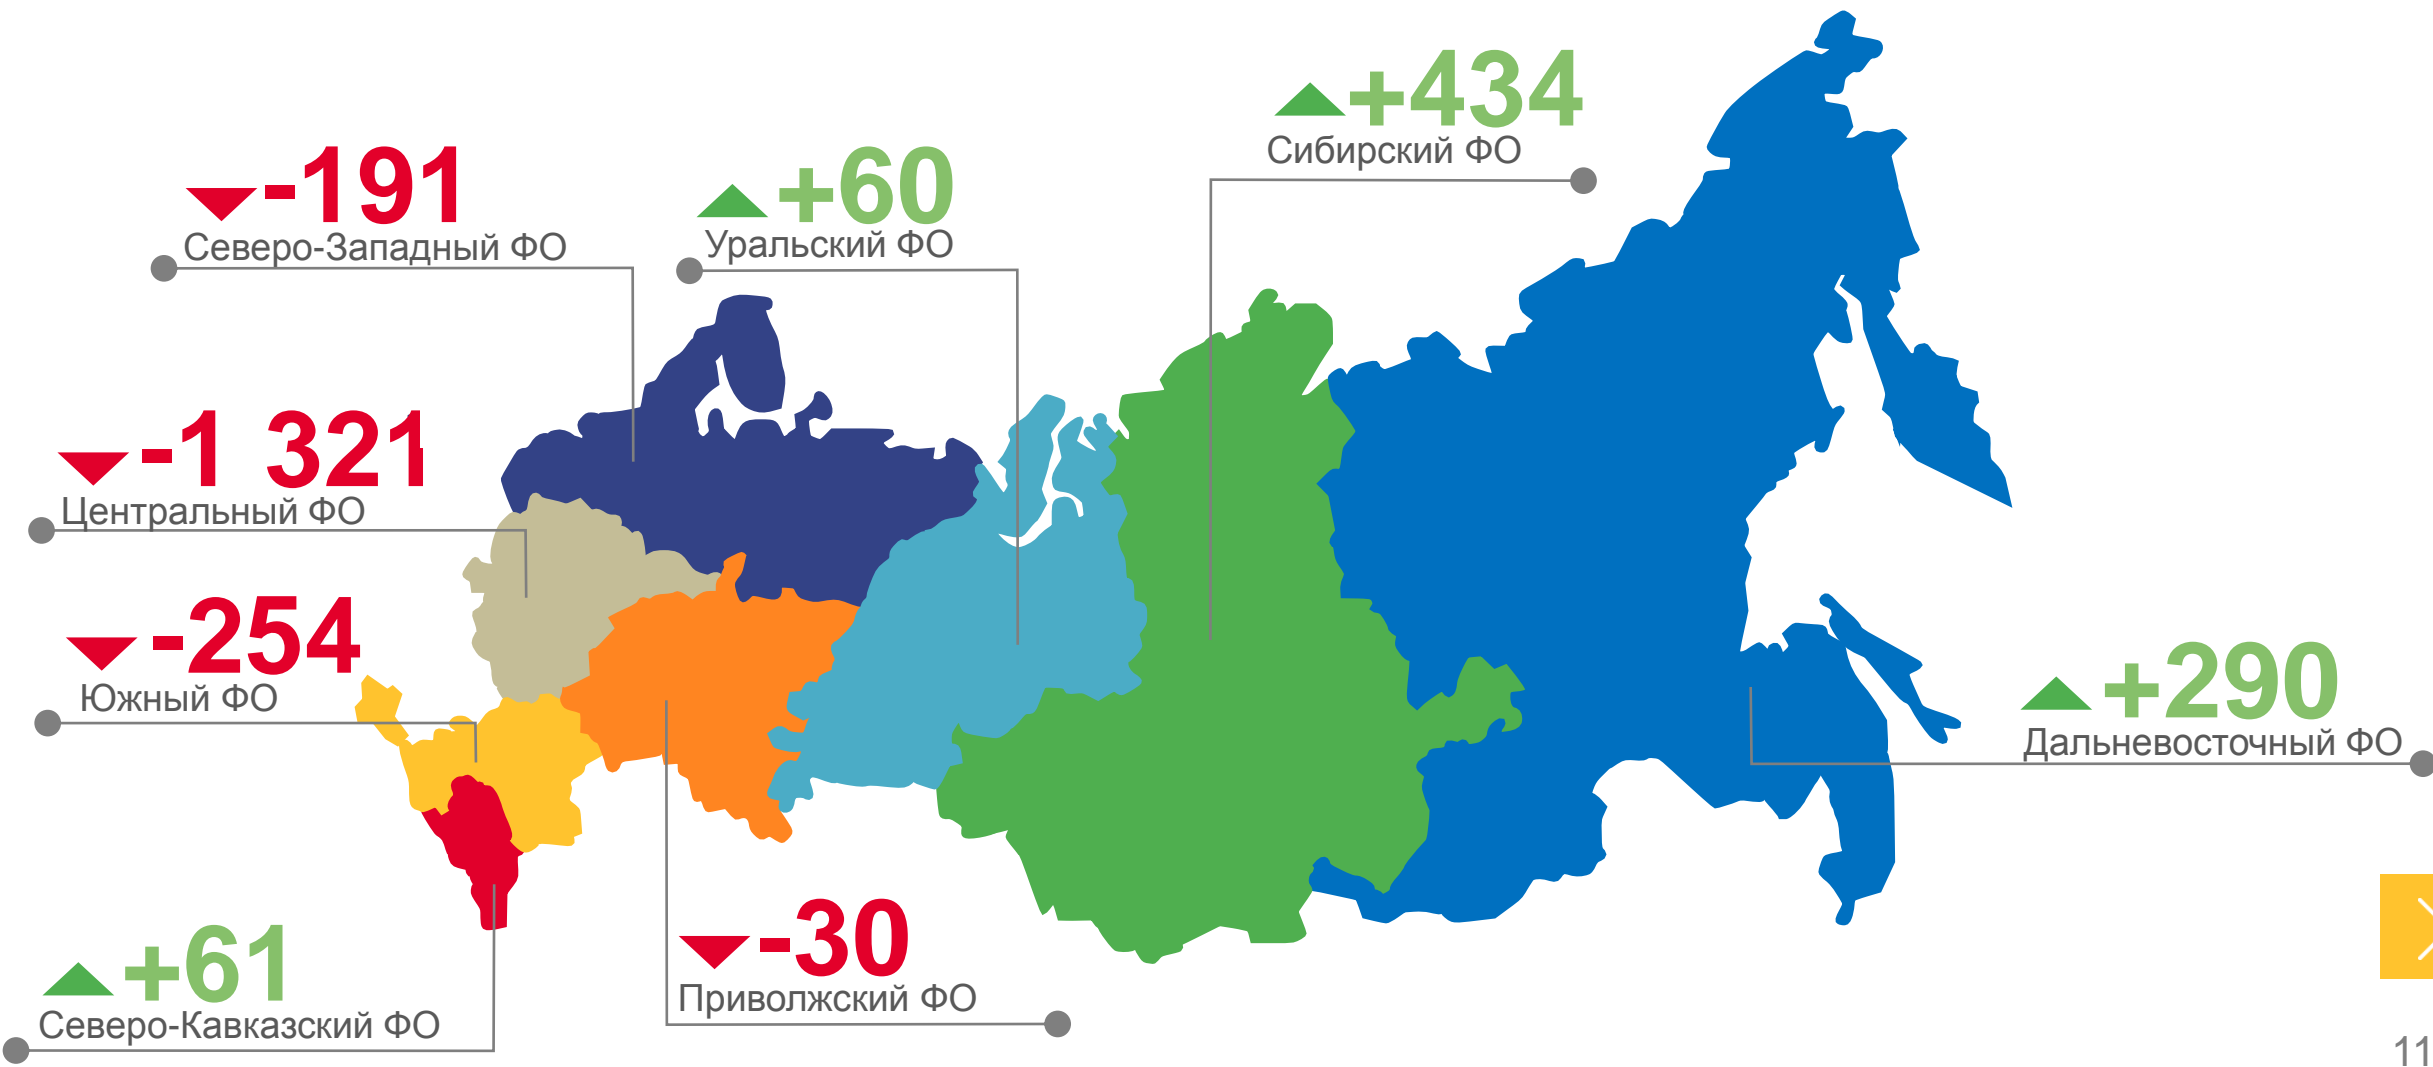 +434
Сибирский ФО
-191
Северо-Западный ФО
+60
Уральский ФО
-1 321
Центральный ФО
-254
Южный ФО
+290
Дальневосточный ФО
-30
Приволжский ФО
+61
Северо-Кавказский ФО
11